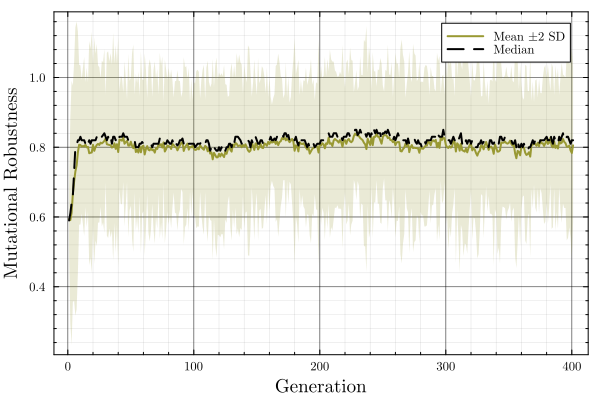 Mean ±2 SD
Median
1.0
0.8
0.6
0.4
Mutational Robustness
0 100 200 300 400
Generation